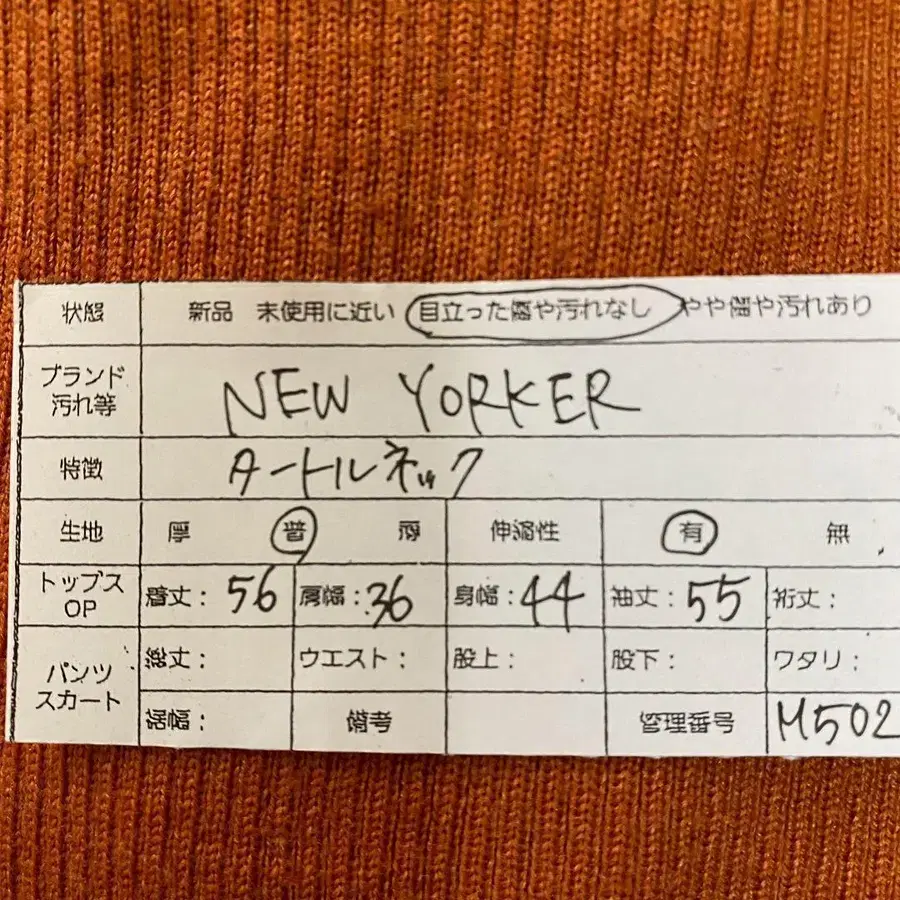 状態 新品 未使用に近い 目立った傷や汚れなし やや傷や汚れあり
ブランド
汚れ等 NEW YORKER
特徴 タートルネック
生地 厚 普 薄 伸縮性 有 無
トップス
OP 着丈： 56 肩幅： 36 身幅： 44 袖丈： 55 裄丈：
パンツ
スカート 総丈： ウエスト： 股上： 股下： ワタリ：
裾幅： 備考 管理番号 M502